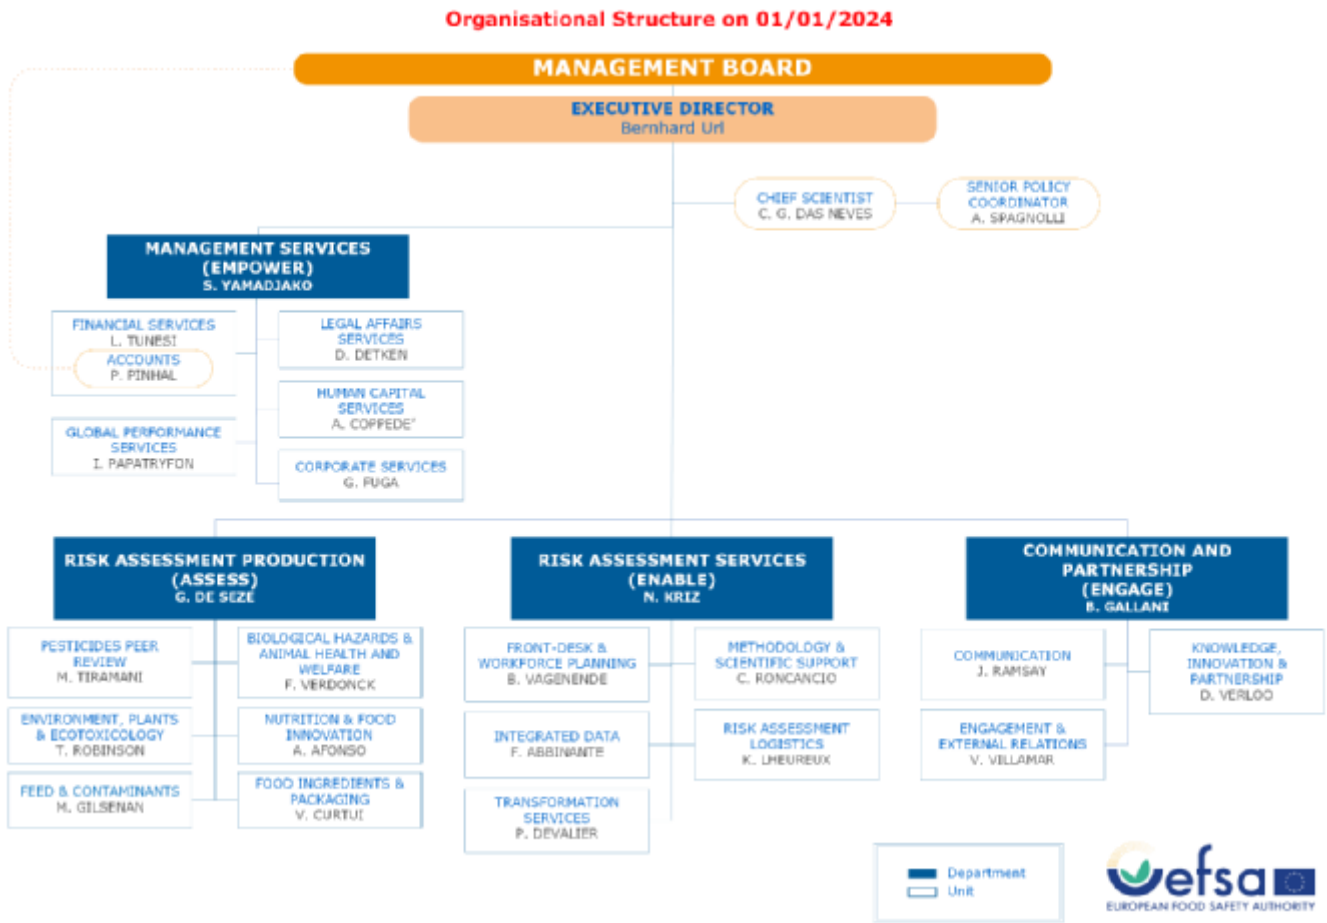 Organisational Structure on 01/01/2024
MANAGEMENT BOARD
EXECUTIVE DIRECTOR
Bernhard Url
CHIEF SCIENTIST
C. G. DAS NEVES
SENIOR POLICY
COORDINATOR
A. SPAGNOLLI
MANAGEMENT SERVICES
(EMPOWER)
S. YAMADJAKO
FINANCIAL SERVICES
L. TUNESI
ACCOUNTS
P. PINHAL
LEGAL AFFAIRS
SERVICES
D. DETKEN
HUMAN CAPITAL
SERVICES
A. COFFEDE'
GLOBAL PERFORMANCE
SERVICES
I. PAPATRYFON
CORPORATE SERVICES
G. FUGA
RISK ASSESSMENT PRODUCTION
(ASSESS)
G. DE SEZE
PESTICIDES PEER
REVIEW
M. TIRAMANI
BIOLOGICAL HAZARDS &
ANIMAL HEALTH AND
WELFARE
F. VERDONCK
ENVIRONMENT, PLANTS
& ECOTOXICOLOGY
T. ROBINSON
NUTRITION & FOOD
INNOVATION
A. AFONSO
FEED & CONTAMINANTS
M. GILSENAN
FOOD INGREDIENTS &
PACKAGING
V. CURTUI
RISK ASSESSMENT SERVICES
(ENABLE)
N. KRIZ
FRONT-DESK &
WORKFORCE PLANNING
B. VAGENENDE
METHODOLOGY &
SCIENTIFIC SUPPORT
C. RONCANCIO
INTEGRATED DATA
F. ABBINANTE
RISK ASSESSMENT
LOGISTICS
K. LHEUREUX
TRANSFORMATION
SERVICES
P. DEVALIER
COMMUNICATION AND
PARTNERSHIP
(ENGAGE)
B. GALLANI
COMMUNICATION
J. RAMSAY
KNOWLEDGE,
INNOVATION &
PARTNERSHIP
D. VERLOO
ENGAGEMENT &
EXTERNAL RELATIONS
V. VILLAMAR
Department
Unit
efsa
EUROPEAN FOOD SAFETY AUTHORITY